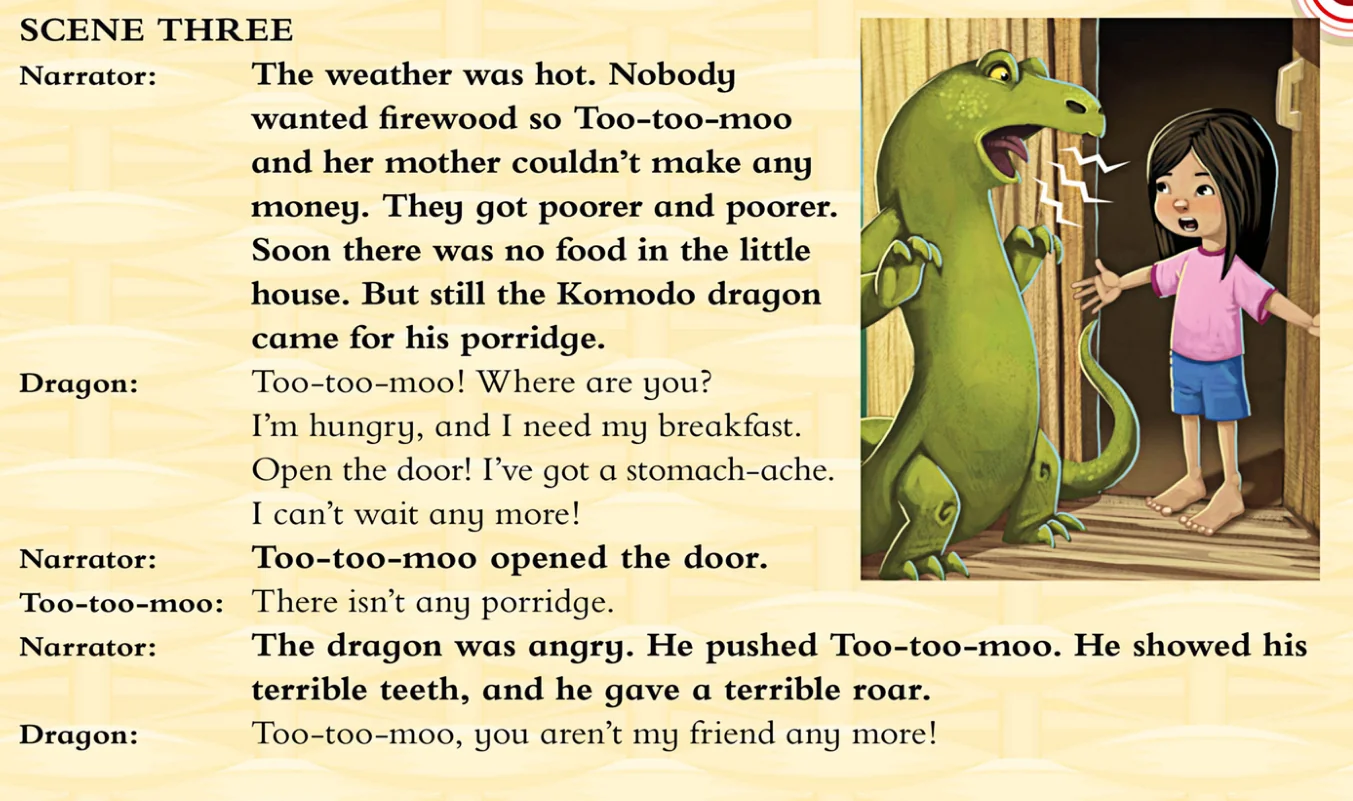 SCENE THREE
Narrator: The weather was hot. Nobody
wanted firewood so Too-too-moo
and her mother couldn't make any
money. They got poorer and poorer.
Soon there was no food in the little
house. But still the Komodo dragon
came for his porridge.
Dragon: Too-too-moo! Where are you?
I'm hungry, and I need my breakfast.
Open the door! I've got a stomach-ache.
I can't wait any more!
Narrator: Too-too-moo opened the door.
Too-too-moo: There isn't any porridge.
Narrator: The dragon was angry. He pushed Too-too-moo. He showed his
terrible teeth, and he gave a terrible roar.
Dragon: Too-too-moo, you aren't my friend any more!